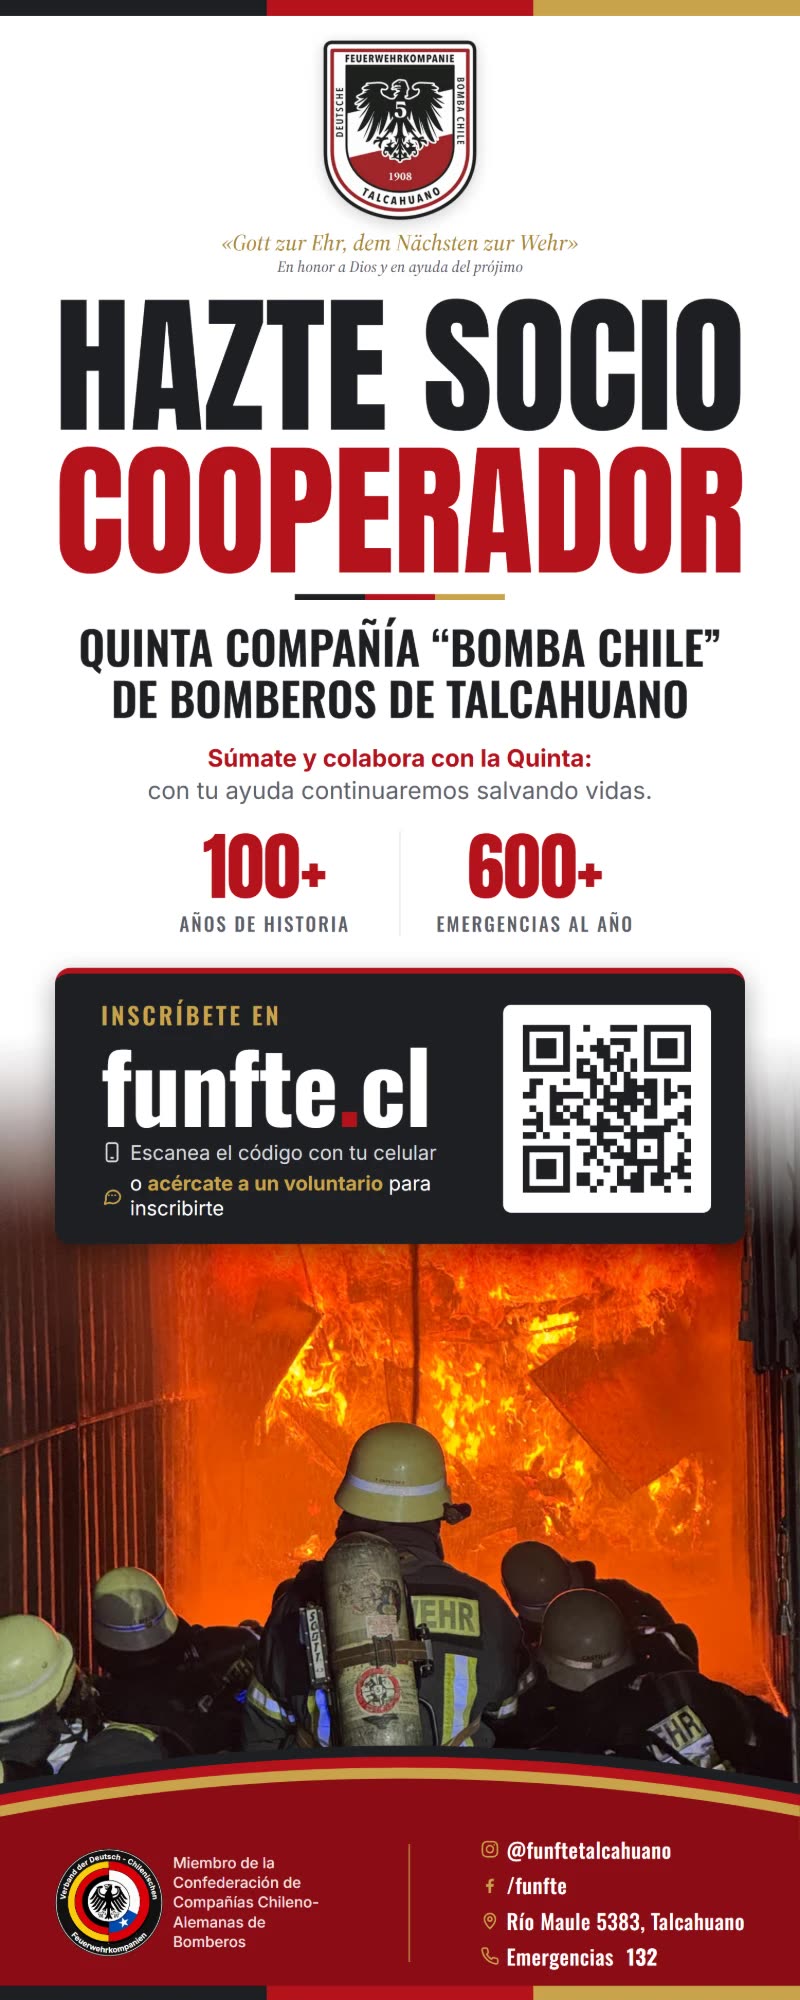 FEUERWEHRKOMPANIE
DEUTSCHE
BOMBA CHILE
5
1908
TALCAHUANO
«Gott zur Ehr, dem Nächsten zur Wehr»
En honor a Dios y en ayuda del prójimo
HAZTE SOCIO
COOPERADOR
QUINTA COMPAÑÍA “BOMBA CHILE”
DE BOMBEROS DE TALCAHUANO
Súmate y colabora con la Quinta:
con tu ayuda continuaremos salvando vidas.
100+
AÑOS DE HISTORIA
600+
EMERGENCIAS AL AÑO
INSCRÍBETE EN
funfte.cl
Escanea el código con tu celular
o acércate a un voluntario para
inscribirte
WEHR
SCOTT
5
HR
Verband der Deutsch - Chilenischen
Feuerwehrkompanien
Miembro de la
Confederación de
Compañías Chileno-
Alemanas de
Bomberos
@funftetalcahuano
/funfte
Río Maule 5383, Talcahuano
Emergencias 132